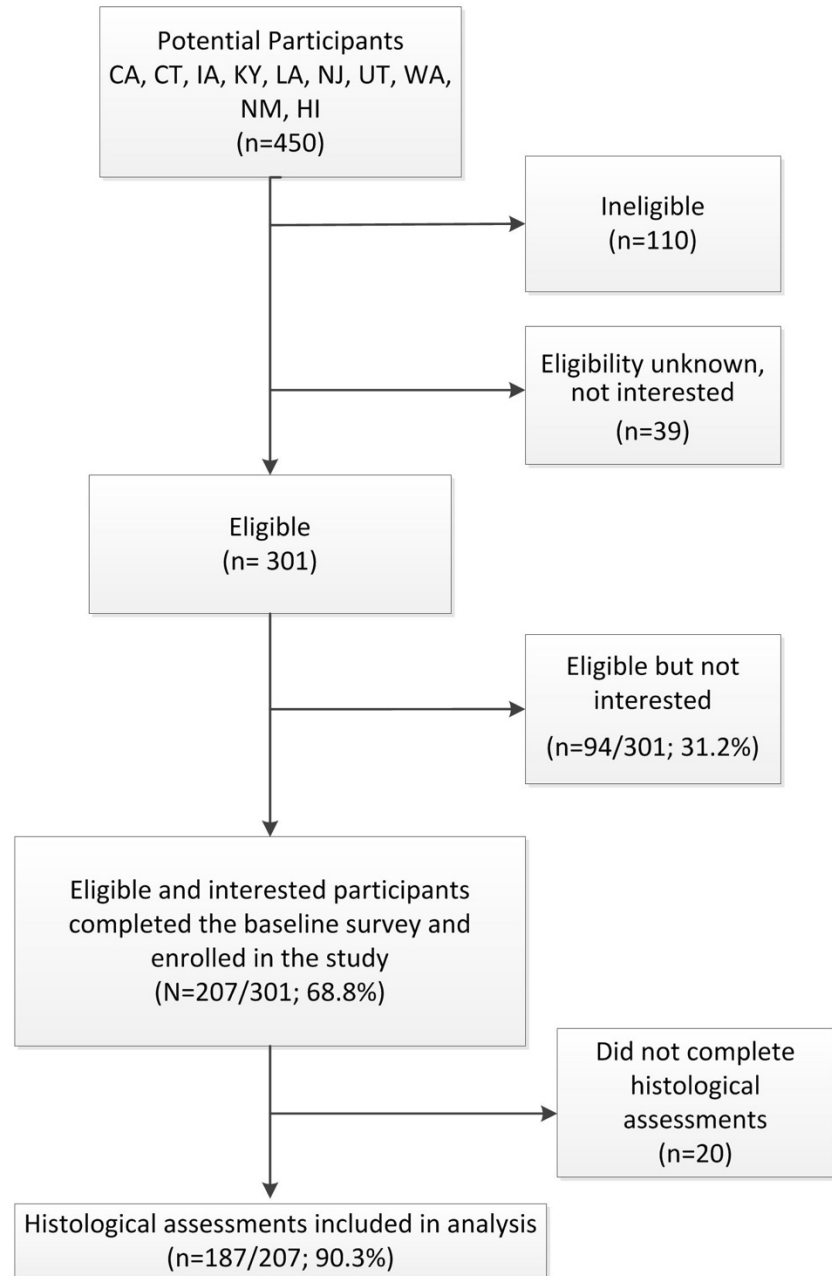 Potential Participants
CA, CT, IA, KY, LA, NJ, UT, WA,
NM, HI
(n=450)
Ineligible
(n=110)
Eligibility unknown,
not interested
(n=39)
Eligible
(n= 301)
Eligible but not
interested
(n=94/301; 31.2%)
Eligible and interested participants
completed the baseline survey and
enrolled in the study
(N=207/301; 68.8%)
Did not complete
histological
assessments
(n=20)
Histological assessments included in analysis
(n=187/207; 90.3%)